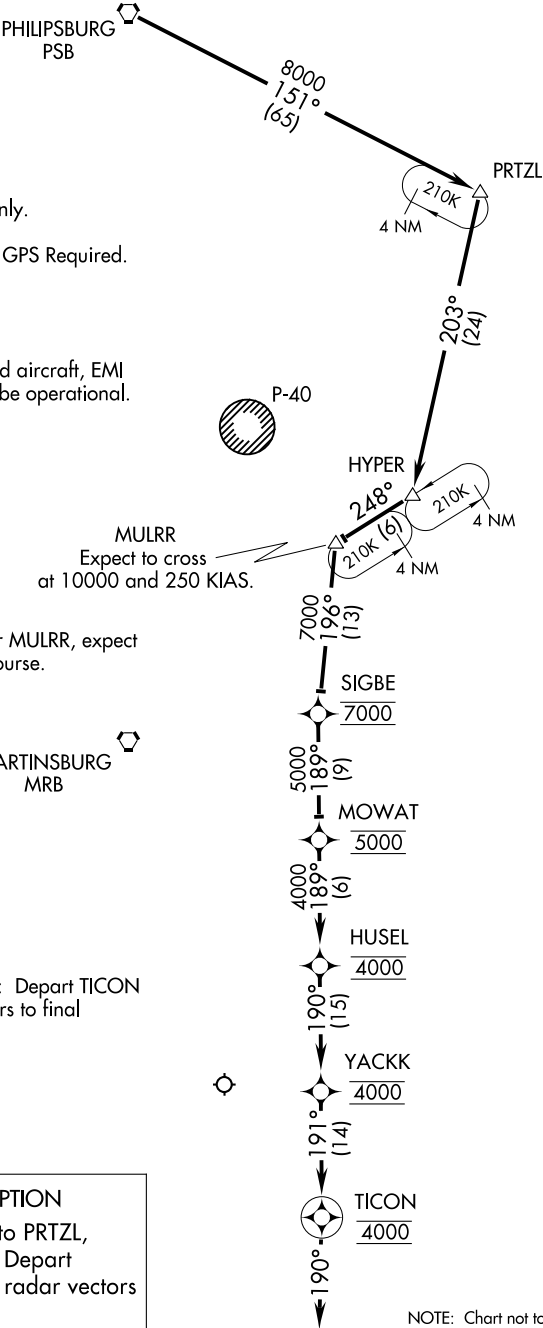 PHILIPSBURG
PSB
8000
151°
(65)
PRTZL
210K
4 NM
nly.
GPS Required.
203°
(24)
d aircraft, EMI
be operational.
P-40
HYPER
248°
(6)
210K
4 NM
MULRR
Expect to cross
at 10000 and 250 KIAS.
210K
4 NM
7000
196°
(13)
r MULRR, expect
urse.
SIGBE
7000
ARTINSBURG
MRB
5000
189°
(9)
MOWAT
5000
4000
189°
(6)
HUSEL
4000
: Depart TICON
rs to final
190°
(15)
YACKK
4000
191°
(14)
PTION
to PRTZL,
Depart
radar vectors
TICON
4000
190°
NOTE: Chart not to